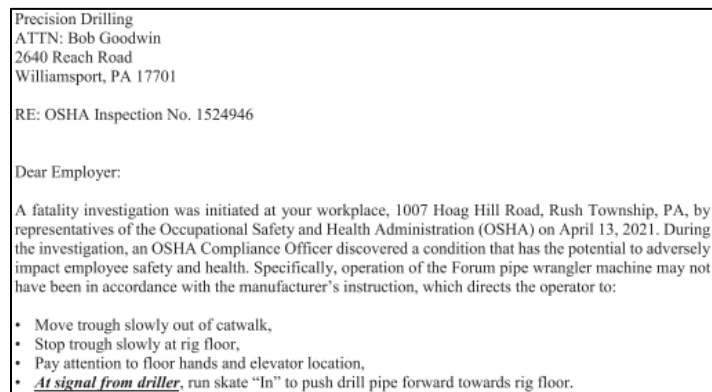 Precision Drilling
ATTN: Bob Goodwin
2640 Reach Road
Williamsport, PA 17701
RE: OSHA Inspection No. 1524946
Dear Employer:
A fatality investigation was initiated at your workplace, 1007 Hoag Hill Road, Rush Township, PA, by
representatives of the Occupational Safety and Health Administration (OSHA) on April 13, 2021. During
the investigation, an OSHA Compliance Officer discovered a condition that has the potential to adversely
impact employee safety and health. Specifically, operation of the Forum pipe wrangler machine may not
have been in accordance with the manufacturer's instruction, which directs the operator to:
• Move trough slowly out of catwalk,
• Stop trough slowly at rig floor,
• Pay attention to floor hands and elevator location,
• At signal from driller, run skate “In” to push drill pipe forward towards rig floor.